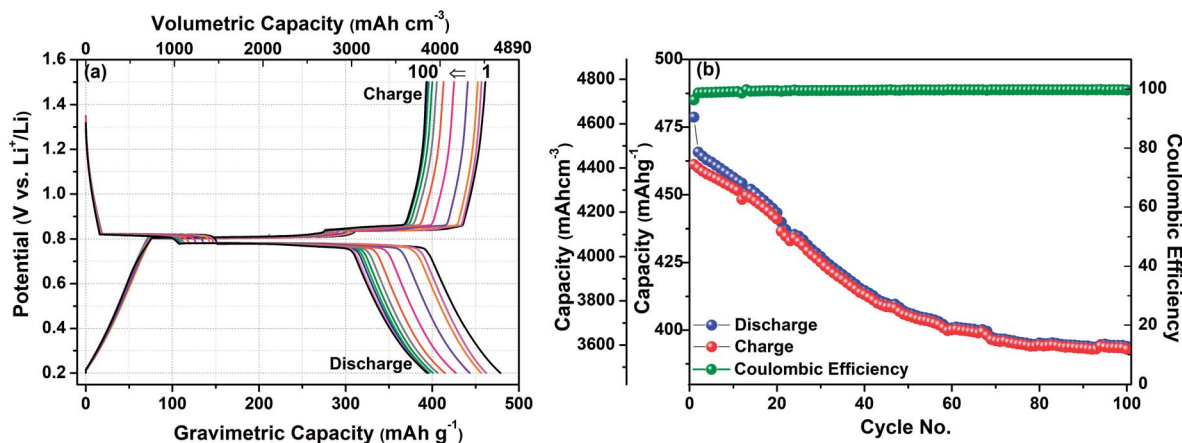 Volumetric Capacity (mAh cm-3)
0 1000 2000 3000 4000 4890
(a)
100 ⇐ 1
Charge
Discharge
1.6
1.4
1.2
1.0
0.8
0.6
0.4
0.2
Potential (V vs. Li+/Li)
0 100 200 300 400 500
Gravimetric Capacity (mAh g-1)
(b)
4800
4600
4400
4200
4000
3800
3600
Capacity (mAhcm-3)
500
475
450
425
400
Capacity (mAhg-1)
Discharge
Charge
Coulombic Efficiency
100
80
60
40
20
0
Coulombic Efficiency
0 20 40 60 80 100
Cycle No.